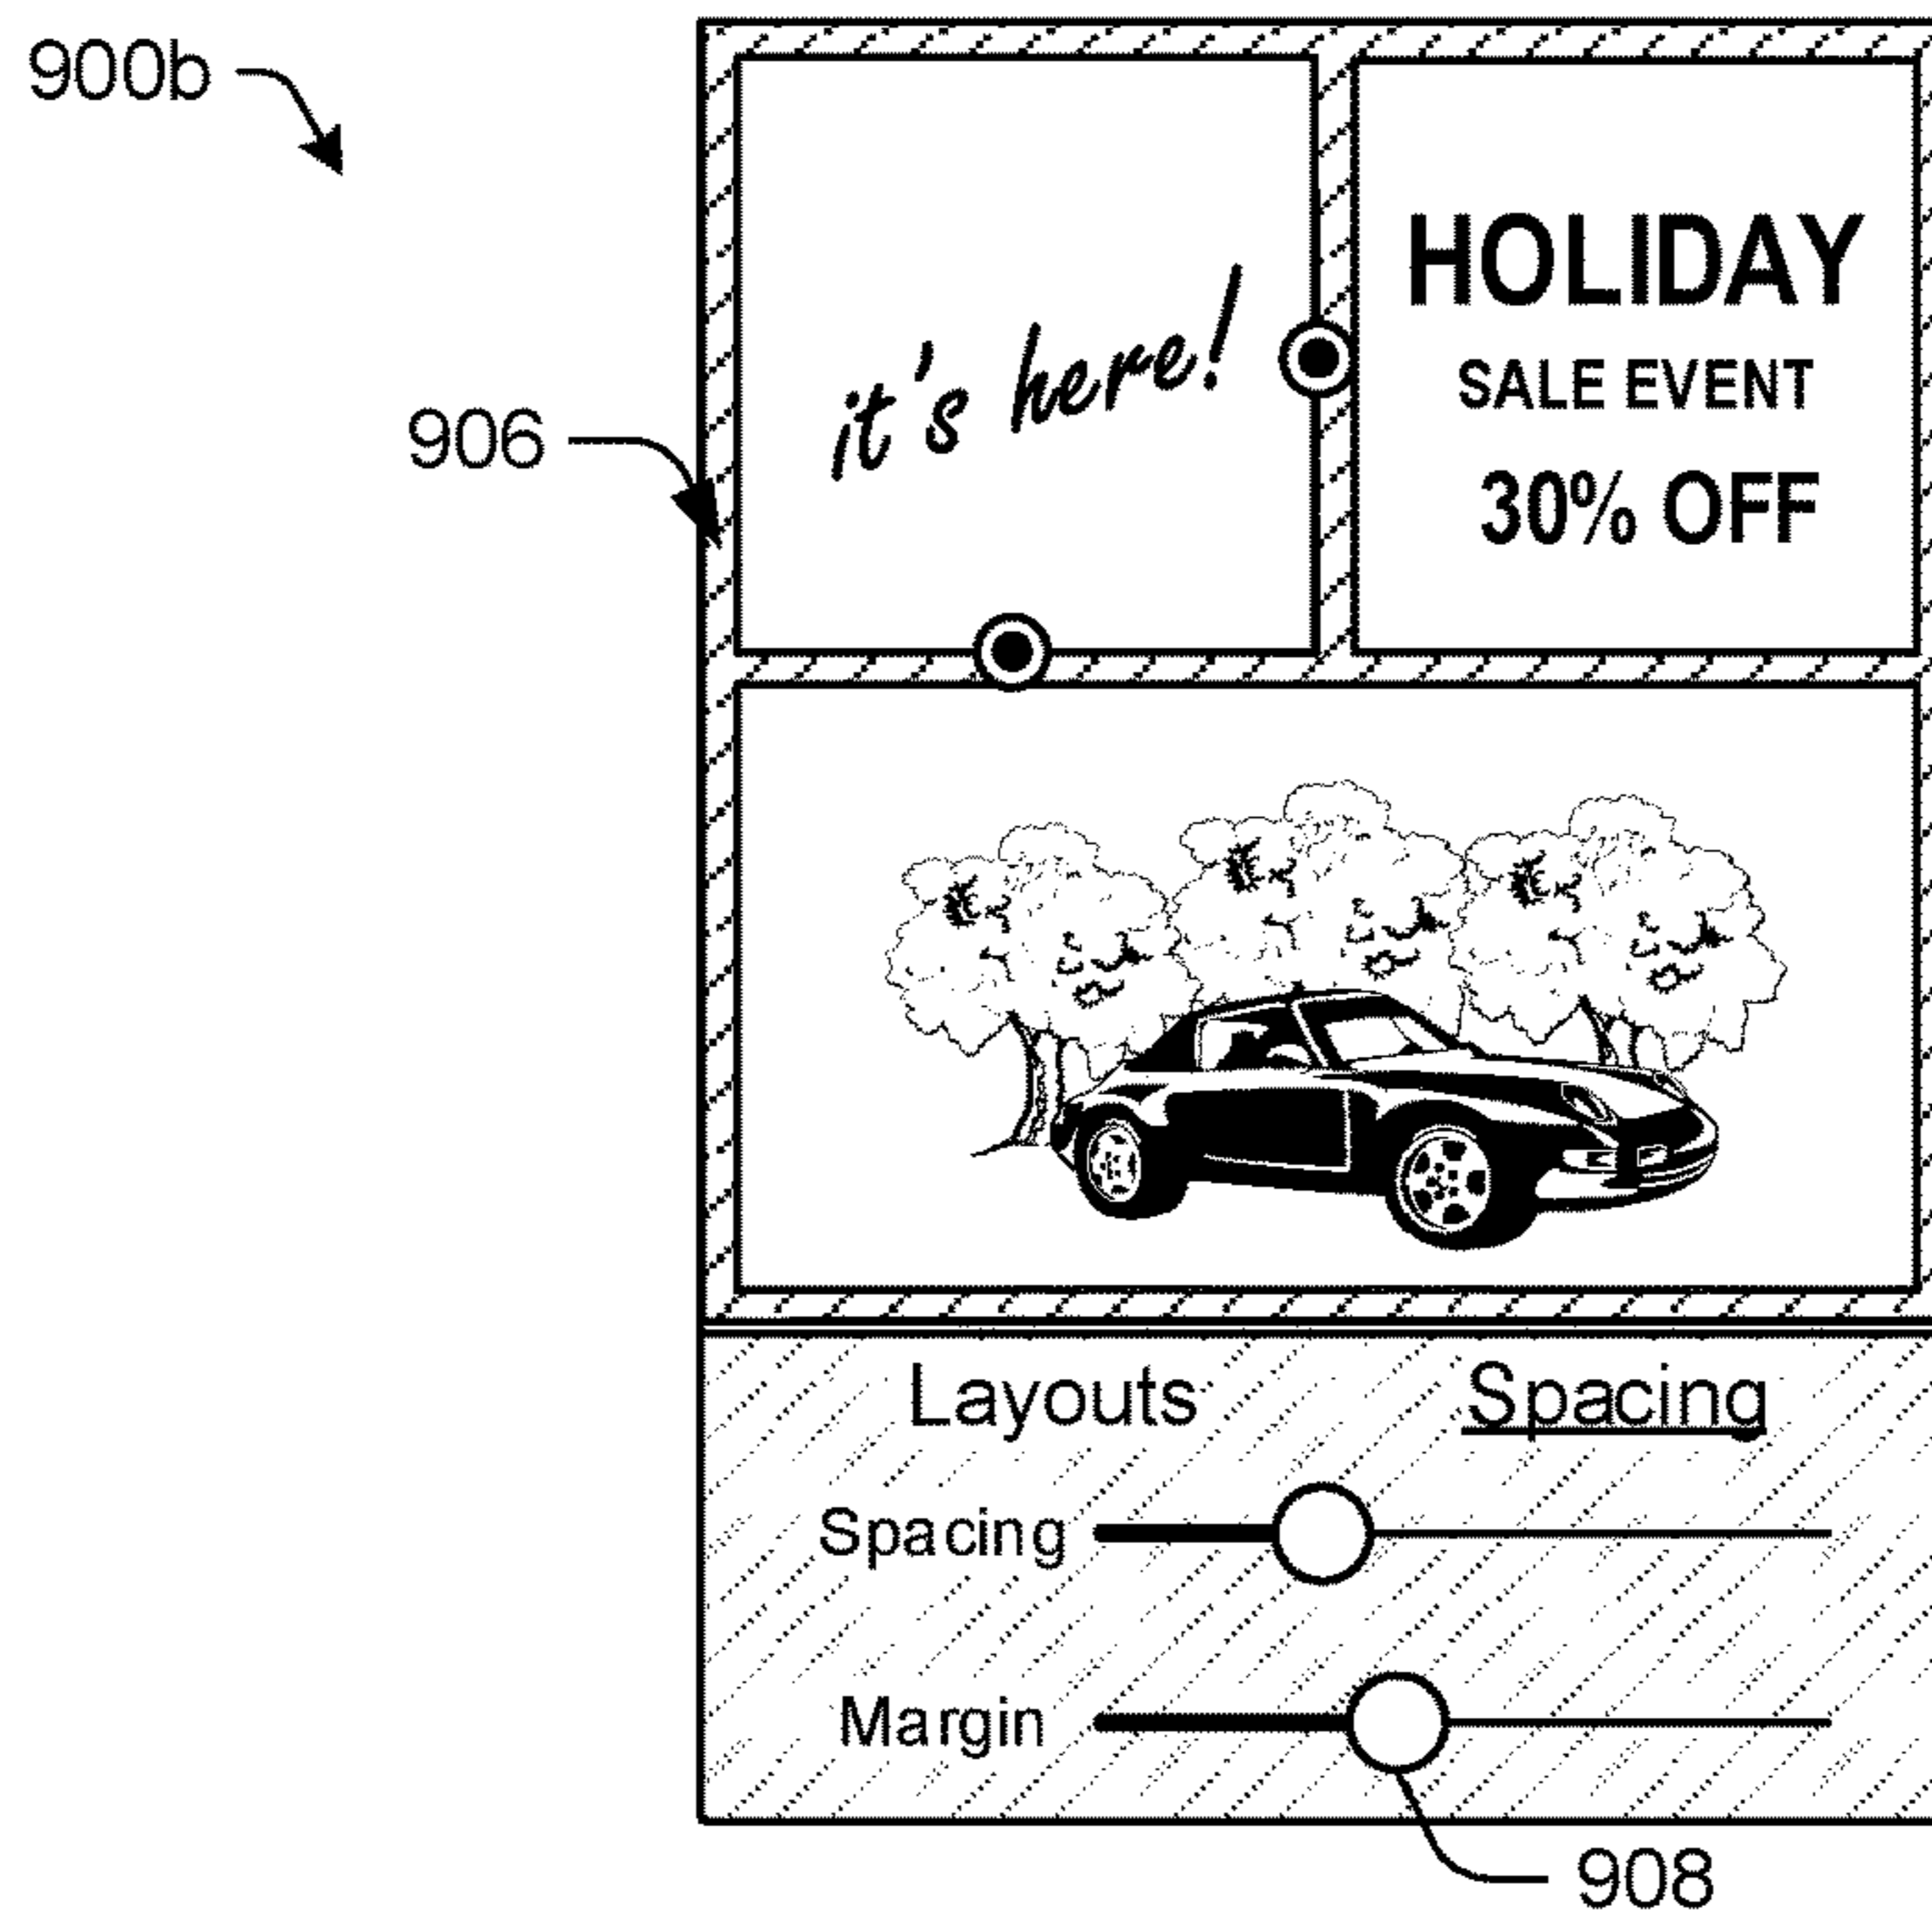 900b
it's here!
HOLIDAY
SALE EVENT
906
30% OFF
Layouts Spacing
Spacing
Margin
908